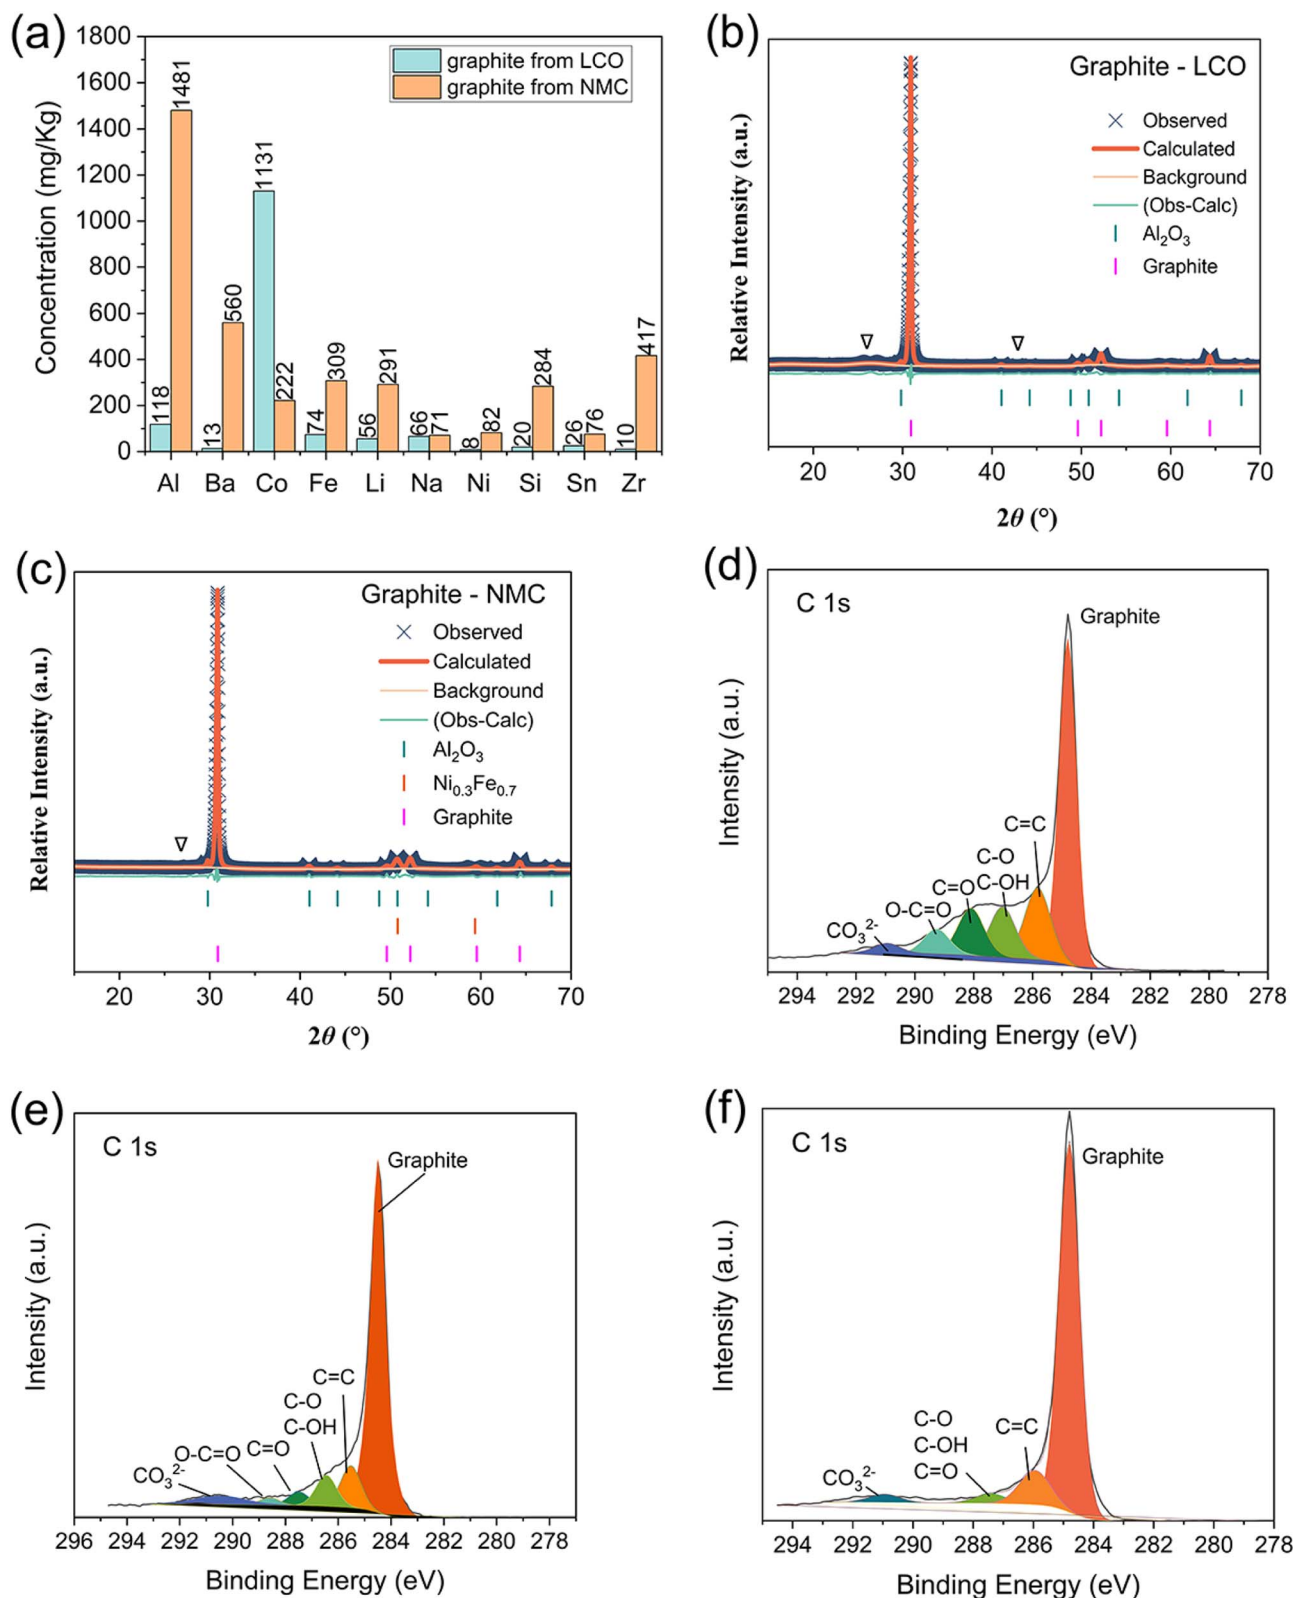 (a)
1800
1600
1400
1200
1000
800
600
400
200
0
Concentration (mg/Kg)
graphite from LCO
graphite from NMC
118
1481
13
560
1131
222
74
309
56
291
66
71
8
82
20
284
26
76
10
417
Al Ba Co Fe Li Na Ni Si Sn Zr
(b)
Graphite - LCO
Observed
Calculated
Background
(Obs-Calc)
Al₂O₃
Graphite
Relative Intensity (a.u.)
20 30 40 50 60 70
2θ (°)
(c)
Graphite - NMC
Observed
Calculated
Background
(Obs-Calc)
Al₂O₃
Ni₀.₃Fe₀.₇
Graphite
Relative Intensity (a.u.)
20 30 40 50 60 70
2θ (°)
(d)
C 1s
Graphite
C=C
C-O
C-OH
C=O
O-C=O
CO₃²⁻
Intensity (a.u.)
294 292 290 288 286 284 282 280 278
Binding Energy (eV)
(e)
C 1s
Graphite
C=C
C-O
C-OH
C=O
O-C=O
CO₃²⁻
Intensity (a.u.)
296 294 292 290 288 286 284 282 280 278
Binding Energy (eV)
(f)
C 1s
Graphite
C-O
C-OH
C=O
C=C
CO₃²⁻
Intensity (a.u.)
294 292 290 288 286 284 282 280 278
Binding Energy (eV)